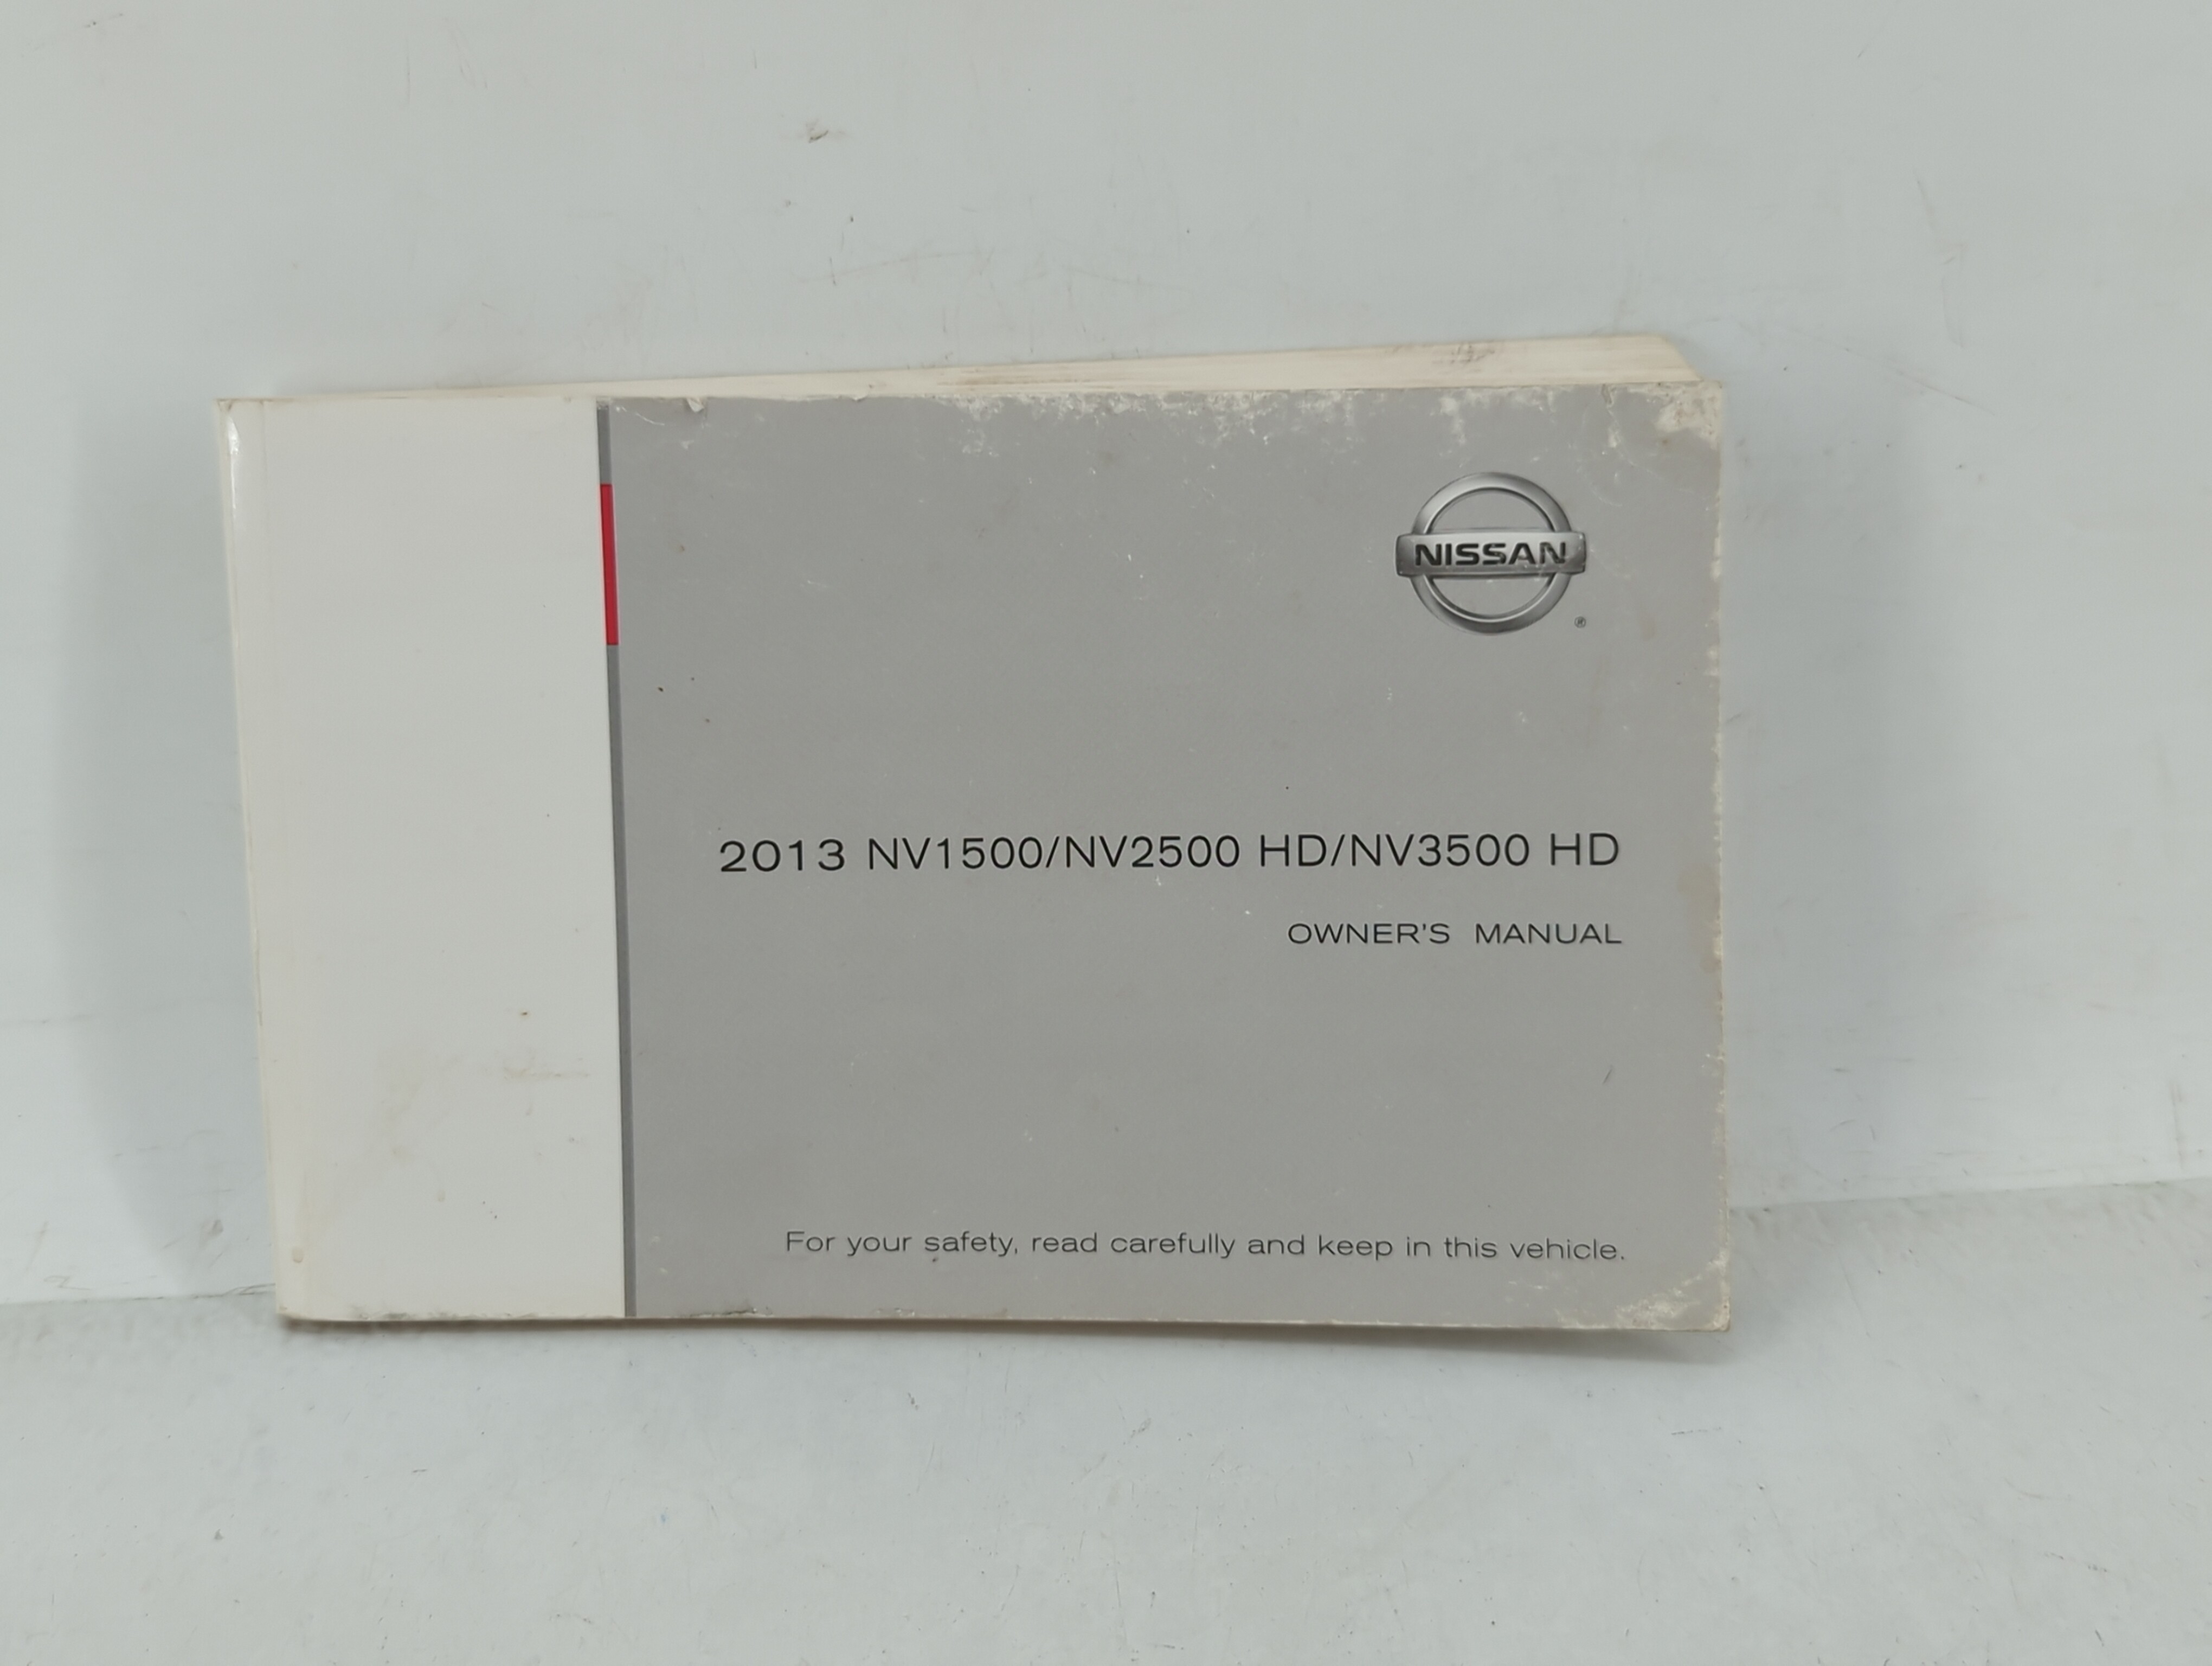 NISSAN
®
2013 NV1500/NV2500 HD/NV3500 HD
OWNER'S MANUAL
For your safety, read carefully and keep in this vehicle.